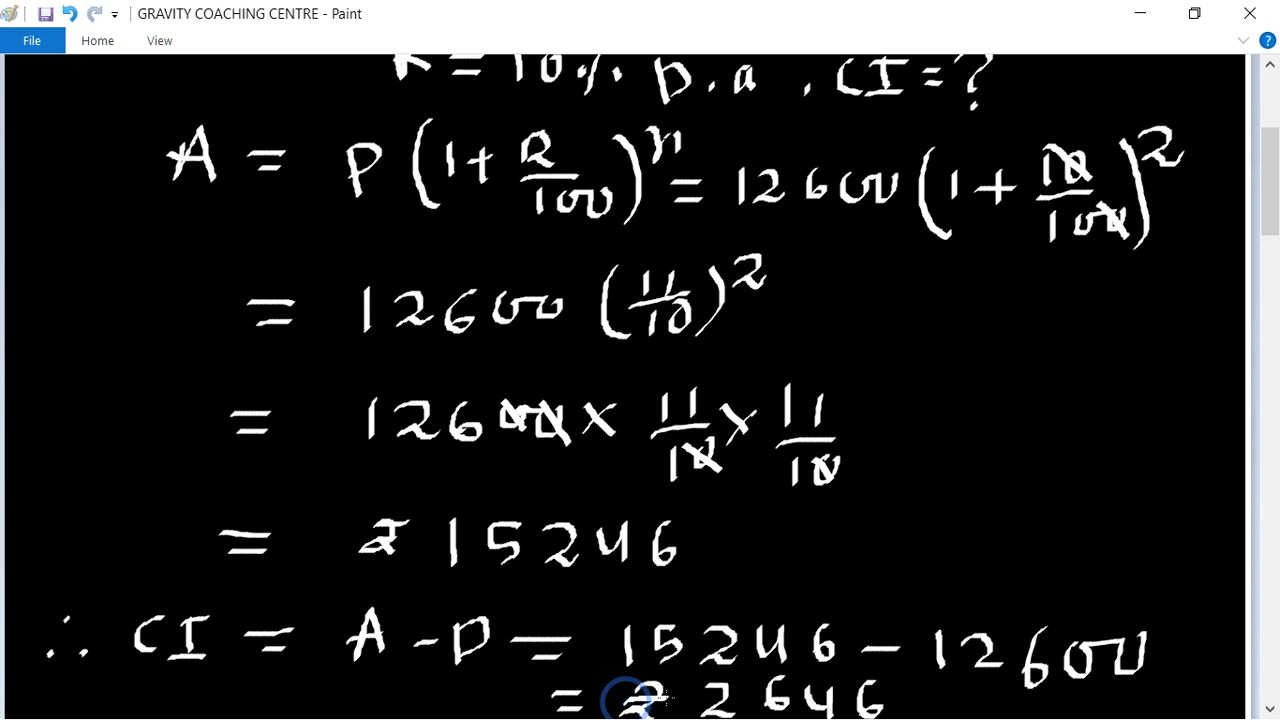 GRAVITY COACHING CENTRE - Paint
File Home View
R = 10% p.a. CI = ?
A = P(1 + R/100)^n = 12600(1 + 10/100)^2
= 12600 (11/10)^2
= 12600 × 11/10 × 11/10
= ₹ 15246
∴ CI = A - P = 15246 - 12600
= ₹ 2646